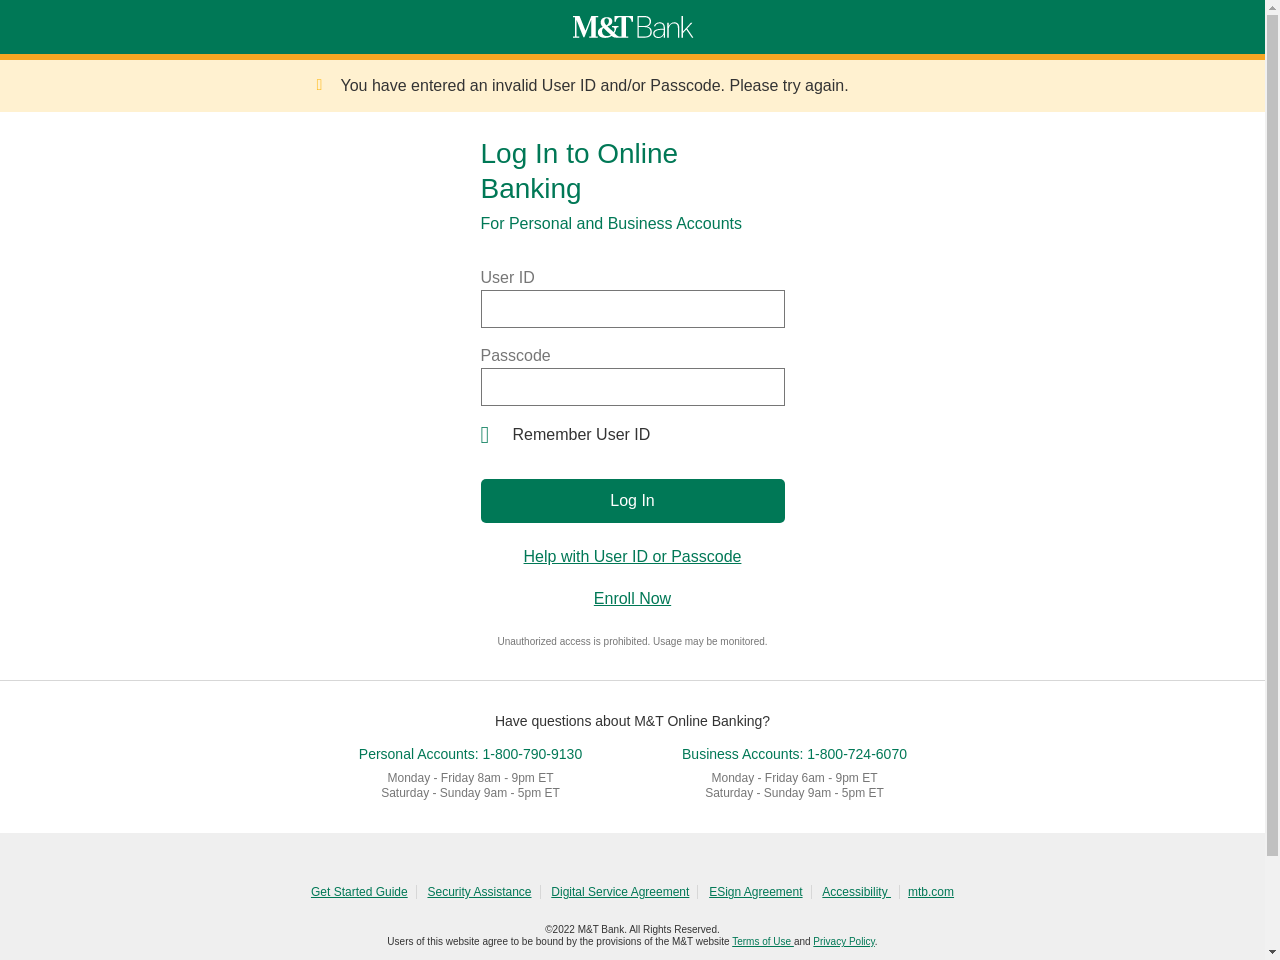 M&T Bank
You have entered an invalid User ID and/or Passcode. Please try again.
Log In to Online
Banking
For Personal and Business Accounts
User ID
Passcode
Remember User ID
Log In
Help with User ID or Passcode
Enroll Now
Unauthorized access is prohibited. Usage may be monitored.
Have questions about M&T Online Banking?
Personal Accounts: 1-800-790-9130
Monday - Friday 8am - 9pm ET
Saturday - Sunday 9am - 5pm ET
Business Accounts: 1-800-724-6070
Monday - Friday 6am - 9pm ET
Saturday - Sunday 9am - 5pm ET
Get Started Guide Security Assistance Digital Service Agreement ESign Agreement Accessibility mtb.com
©2022 M&T Bank. All Rights Reserved.
Users of this website agree to be bound by the provisions of the M&T website Terms of Use and Privacy Policy.